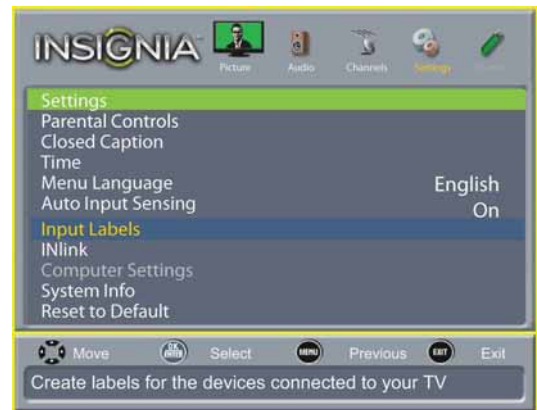 INSIGNIA
Picture Audio Channels Settings
Settings
Parental Controls
Closed Caption
Time
Menu Language English
Auto Input Sensing On
Input Labels
INlink
Computer Settings
System Info
Reset to Default
Move OK ENTER Select MENU Previous EXIT Exit
Create labels for the devices connected to your TV